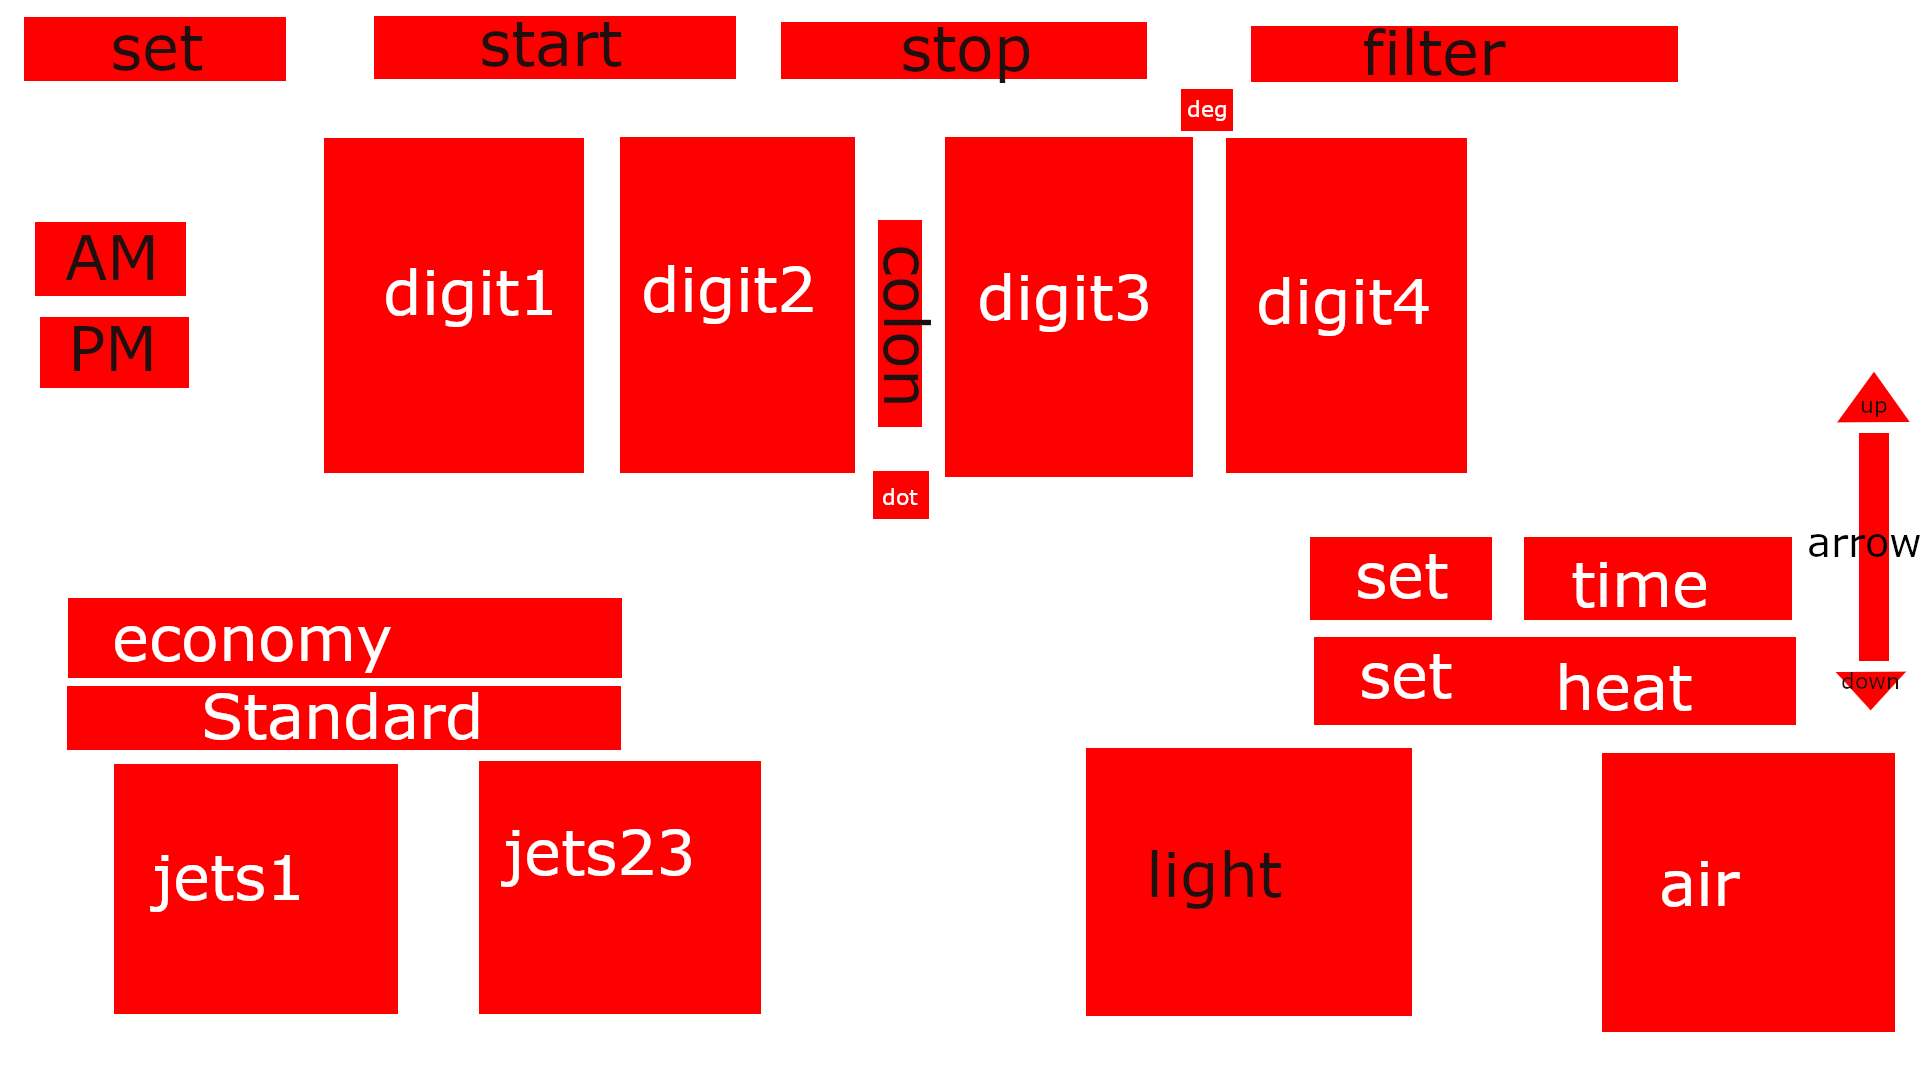 set
start
stop
filter
deg
AM
PM
digit1
digit2
colon
digit3
digit4
dot
up
arrow
down
set
time
set
heat
economy
Standard
jets1
jets23
light
air